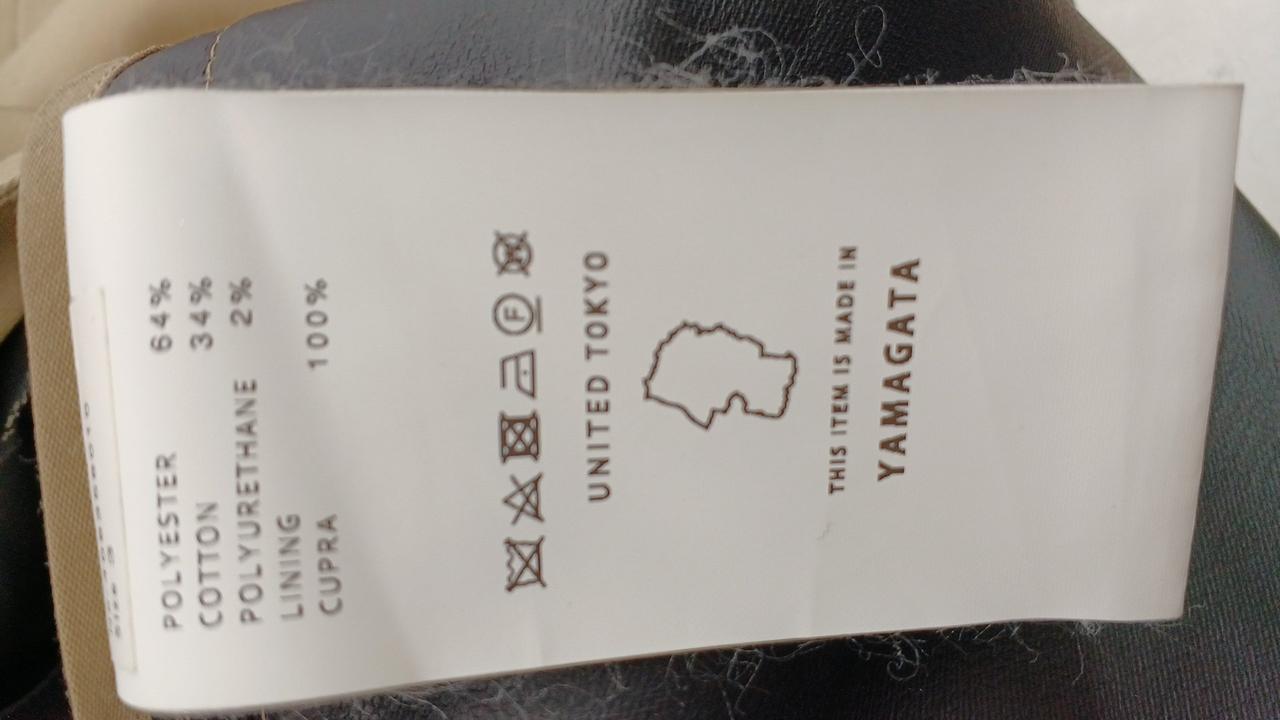 POLYESTER 64%
COTTON 34%
POLYURETHANE 2%
LINING
CUPRA 100%
F
W
UNITED TOKYO
THIS ITEM IS MADE IN
YAMAGATA